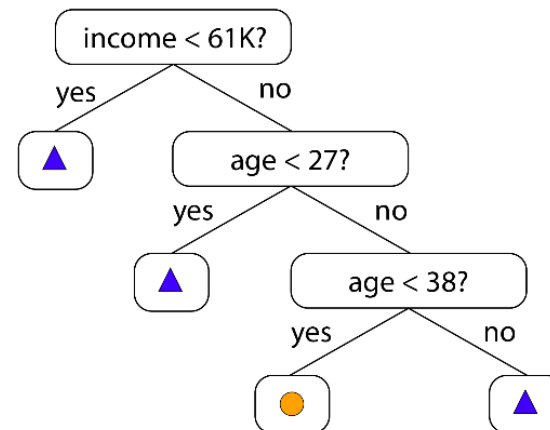 income < 61K?
yes
no
age < 27?
yes
no
age < 38?
yes
no